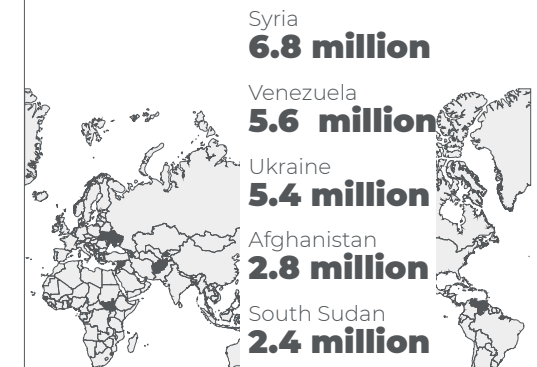 Syria
6.8 million
Venezuela
5.6  million
Ukraine
5.4 million
Afghanistan
2.8 million
South Sudan
2.4 million